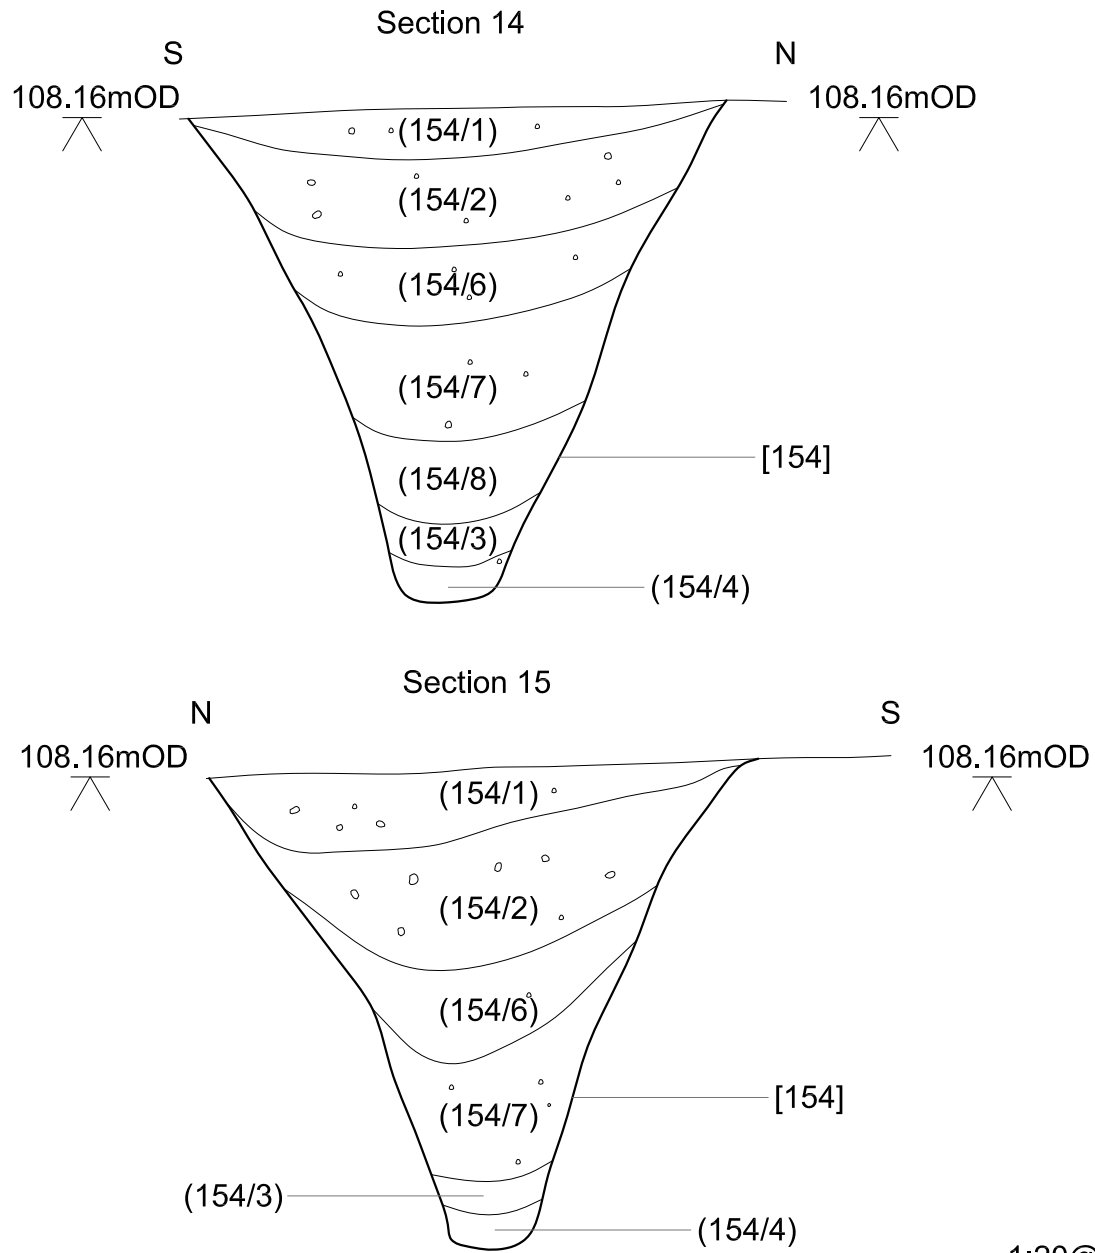 Section 14
S N
108.16mOD 108.16mOD
(154/1)
(154/2)
(154/6)
(154/7)
[154]
(154/8)
(154/3)
(154/4)
Section 15
N S
108.16mOD 108.16mOD
(154/1)
(154/2)
(154/6)
[154]
(154/7)
(154/3)
(154/4)